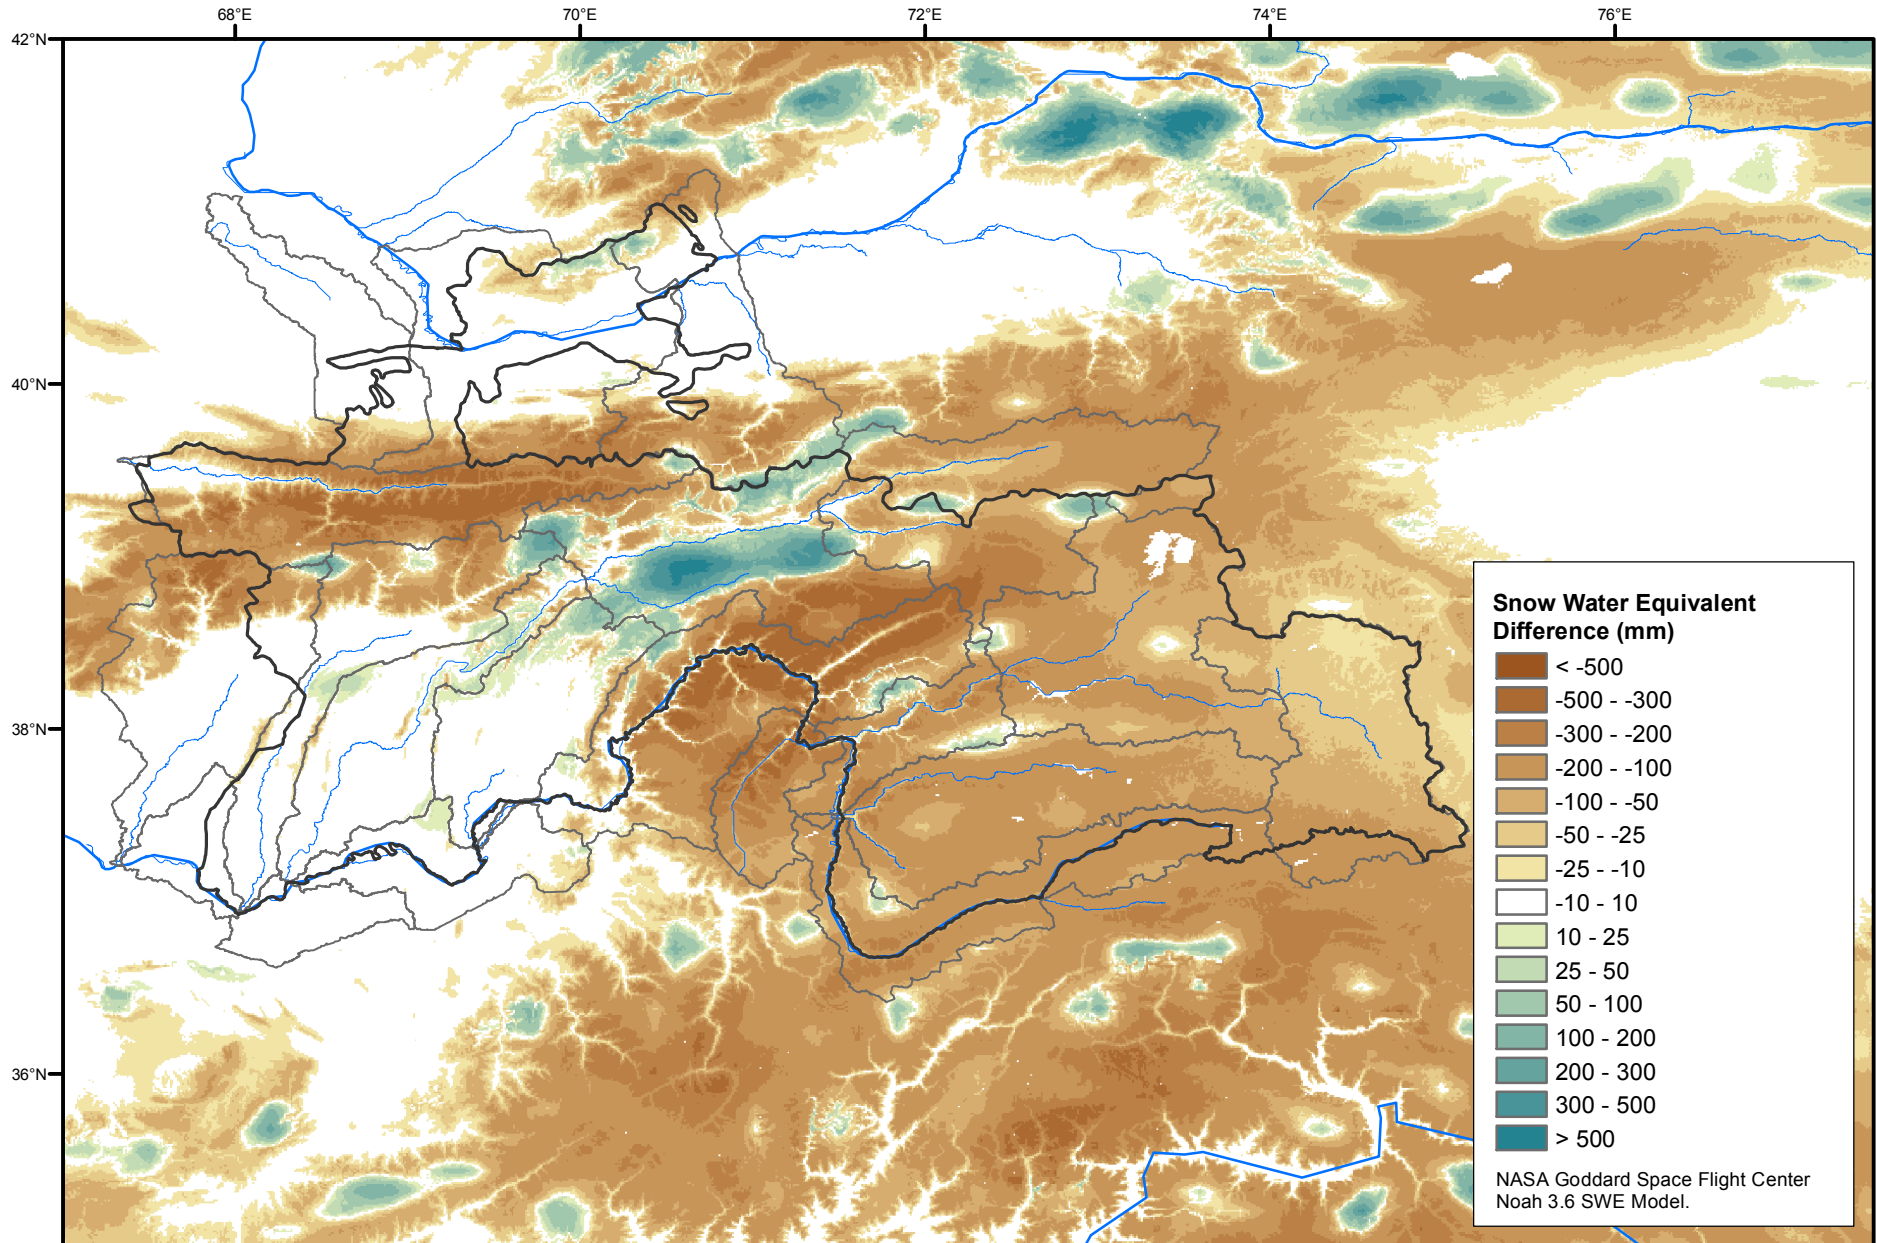 68°E
70°E
72°E
74°E
76°E
42°N
40°N
38°N
36°N
Snow Water Equivalent
Difference (mm)
< -500
-500 - -300
-300 - -200
-200 - -100
-100 - -50
-50 - -25
-25 - -10
-10 - 10
10 - 25
25 - 50
50 - 100
100 - 200
200 - 300
300 - 500
> 500
NASA Goddard Space Flight Center
Noah 3.6 SWE Model.